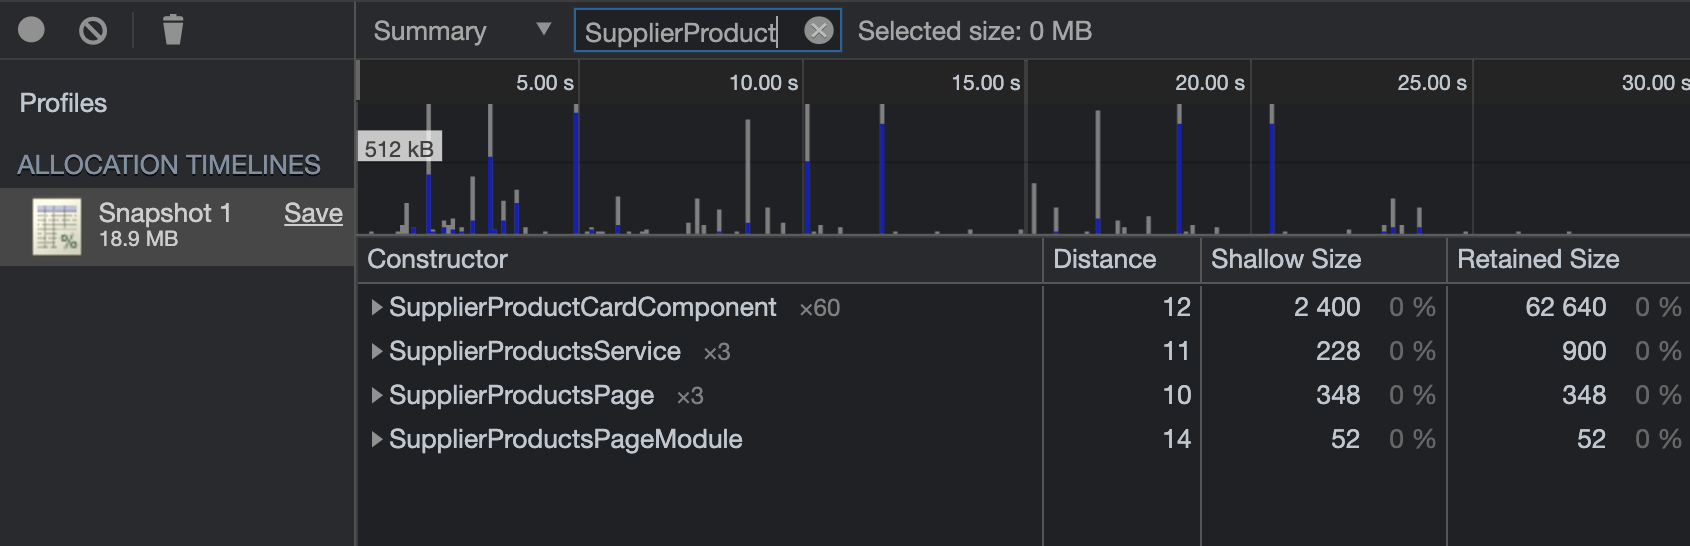 Summary ▼ SupplierProduct Selected size: 0 MB
Profiles
5.00 s 10.00 s 15.00 s 20.00 s 25.00 s 30.00 s
512 kB
ALLOCATION TIMELINES
Snapshot 1 Save
18.9 MB
Constructor Distance Shallow Size Retained Size
SupplierProductCardComponent ×60 12 2 400 0 % 62 640 0 %
SupplierProductsService ×3 11 228 0 % 900 0 %
SupplierProductsPage ×3 10 348 0 % 348 0 %
SupplierProductsPageModule 14 52 0 % 52 0 %